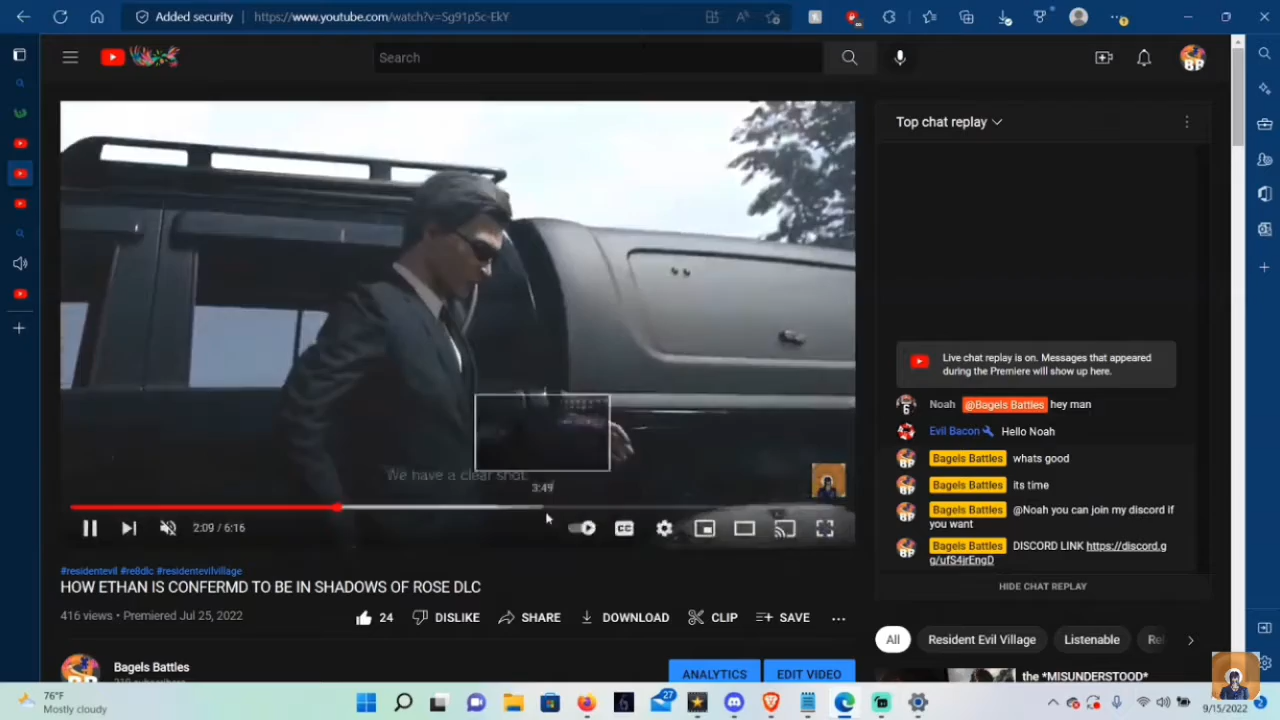 Added security
https://www.youtube.com/watch?v=Sg91p5c-EkY
Search
We have a clear shot.
3:49
2:09 / 6:16
#residentevil #re8dlc #residentevilvillage
HOW ETHAN IS CONFERMD TO BE IN SHADOWS OF ROSE DLC
416 views • Premiered Jul 25, 2022
24 DISLIKE SHARE DOWNLOAD CLIP SAVE
Bagels Battles
ANALYTICS
EDIT VIDEO
Top chat replay
Live chat replay is on. Messages that appeared
during the Premiere will show up here.
Noah @Bagels Battles hey man
Evil Bacon Hello Noah
Bagels Battles whats good
Bagels Battles its time
Bagels Battles @Noah you can join my discord if
you want
Bagels Battles DISCORD LINK https://discord.g
g/ufS4irEngD
HIDE CHAT REPLAY
All
Resident Evil Village
Listenable
Re
the *MISUNDERSTOOD*
76°F
Mostly cloudy
27
9/15/2022
2